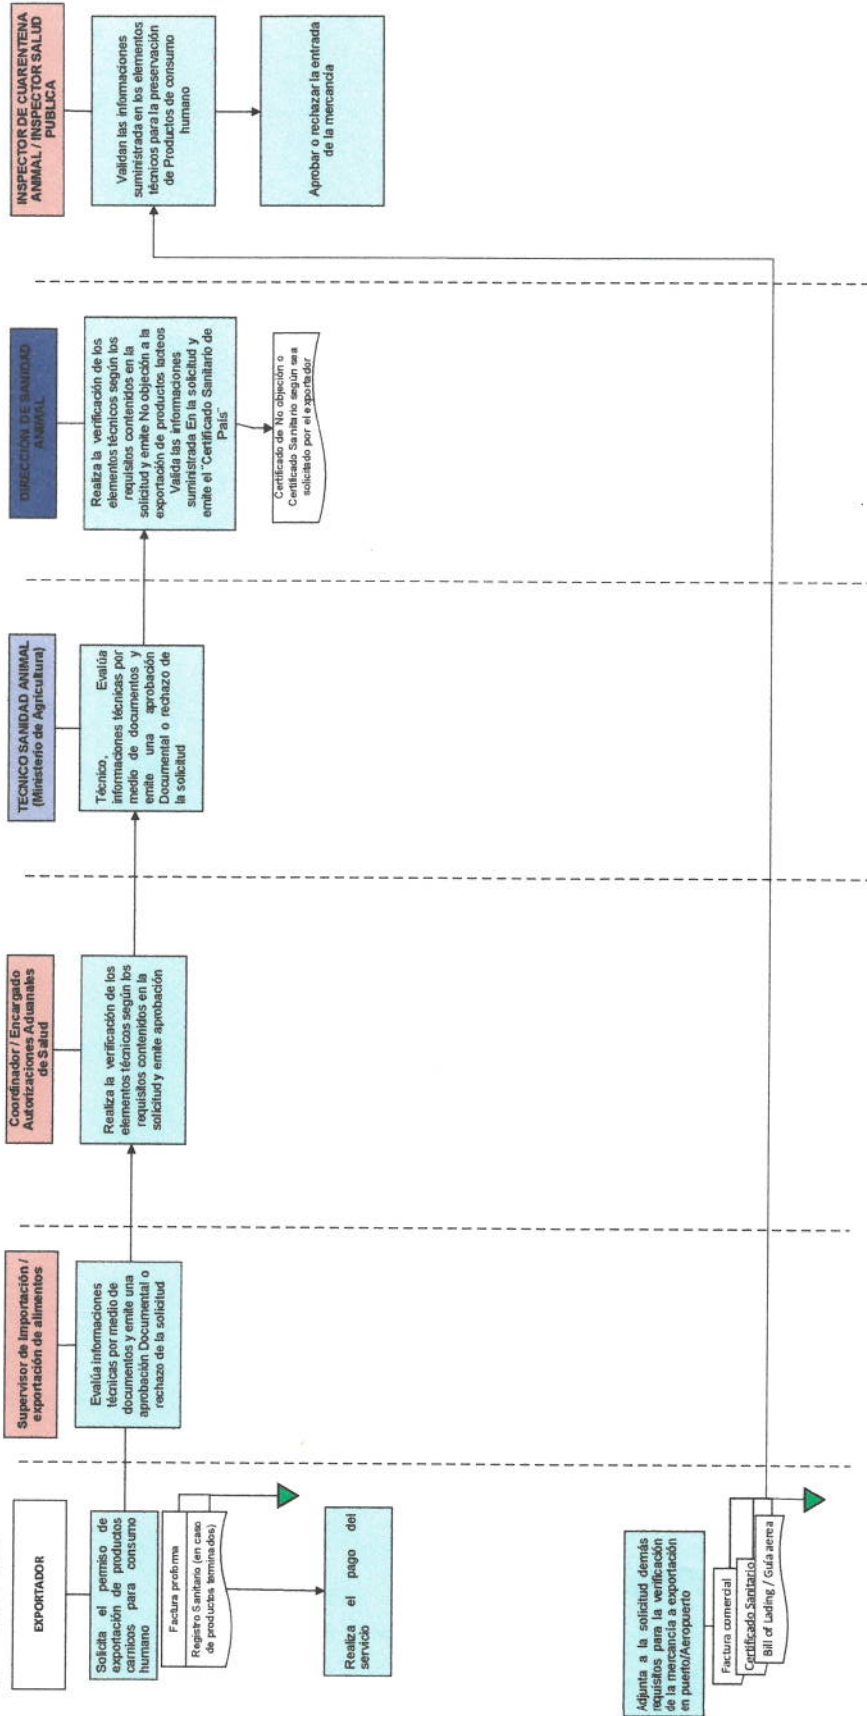 EXPORTADOR
Solicita el permiso de
exportación de productos
carnicos para consumo
humano
Factura proforma
Registro Sanitario (en caso
de productos terminados)
Realiza el pago del
servicio
Adjunta a la solicitud demás
requisitos para la verificación
de la mercancia a exportación
en puerto/Aeropuerto
Factura comercial
Certificado Sanitario
Bill of Lading / Guía aerea
Supervisor de Importación /
exportación de alimentos
Evalúa informaciones
técnicas por medio de
documentos y emite una
aprobación Documental o
rechazo de la solicitud
Coordinador / Encargado
Autorizaciones Aduanales
de Salud
Realiza la verificación de los
elementos técnicos según los
requisitos contenidos en la
solicitud y emite aprobación
TECNICO SANIDAD ANIMAL
(Ministerio de Agricultura)
Técnico, Evalúa
informaciones técnicas por
medio de documentos y
emite una aprobación
Documental o rechazo de
la solicitud
DIRECCIÓN DE SANIDAD
ANIMAL
Realiza la verificación de los
elementos técnicos según los
requisitos contenidos en la
solicitud y emite No objeción a la
exportación de productos lacteos
Valida las informaciones
suministrada En la solicitud y
emite el ¨Certificado Sanitario de
País¨
Certificado de No objeción o
Certificado Sanitario según sea
solicitado por el exportador
INSPECTOR DE CUARENTENA
ANIMAL / INSPECTOR SALUD
PUBLICA
Validan las informaciones
suministrada en los elementos
técnicos para la preservación
de Productos de consumo
humano
Aprobar o rechazar la entrada
de la mercancía